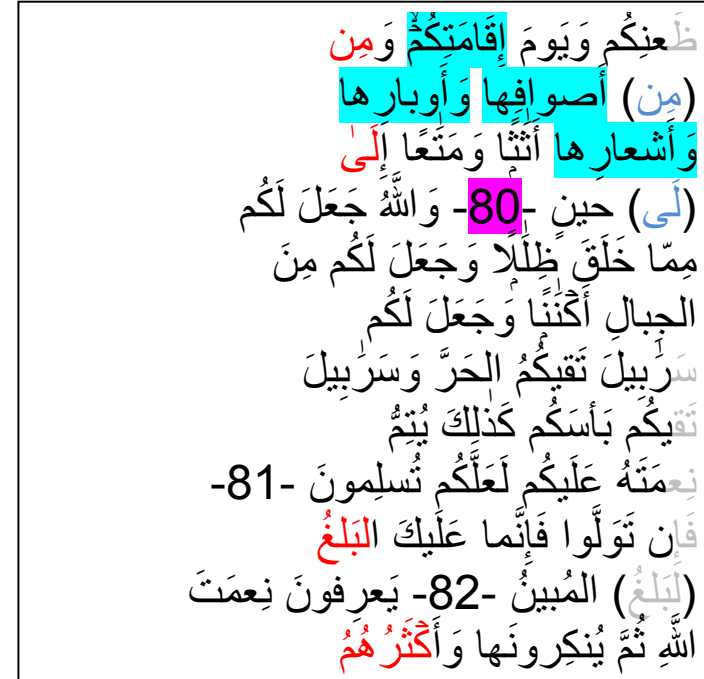 ظَعنِكُم وَيَومَ إِقامَتِكُم ۙ وَمِن
(مِن) أَصوافِها وَأَوبارِها
وَأَشعارِها أَثٰثًا وَمَتٰعًا إِلَىٰ
(لَى) حينٍ -80- وَاللَّهُ جَعَلَ لَكُم
مِمّا خَلَقَ ظِلٰلًا وَجَعَلَ لَكُم مِنَ
الجِبالِ أَكنٰنًا وَجَعَلَ لَكُم
سَرٰبيلَ تَقيكُمُ الحَرَّ وَسَرٰبيلَ
تَقيكُم بَأسَكُم كَذٰلِكَ يُتِمُّ
نِعمَتَهُ عَلَيكُم لَعَلَّكُم تُسلِمونَ -81-
فَإِن تَوَلَّوا فَإِنَّما عَلَيكَ البَلٰغُ
(لبَلٰغُ) المُبينُ -82- يَعرِفونَ نِعمَتَ
اللَّهِ ثُمَّ يُنكِرونَها وَأَكثَرُهُمُ